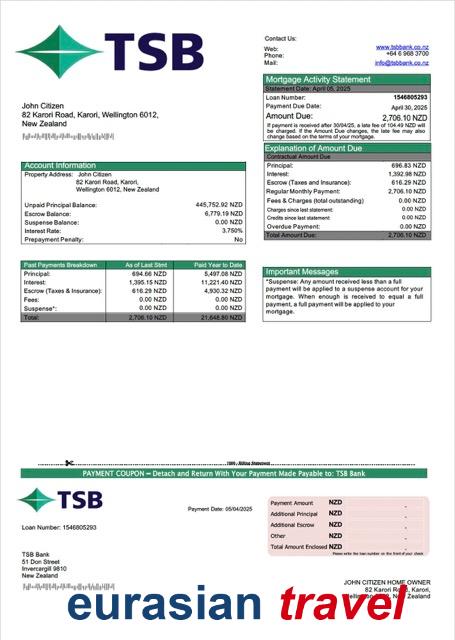 TSB
Contact Us:
Web: www.tsbbank.co.nz
Phone: +64 6 968 3700
Mail: info@tsbbank.co.nz
Mortgage Activity Statement
Statement Date: April 05, 2025
Loan Number: 1546805293
Payment Due Date: April 30, 2025
Amount Due: 2,706.10 NZD
If payment is received after 30/04/25, a late fee of 104.49 NZD will
be charged. If the Amount Due changes, the late fee may also
change based on the terms of your mortgage.
John Citizen
82 Karori Road, Karori, Wellington 6012,
New Zealand
Explanation of Amount Due
Contractual Amount Due
Principal: 696.83 NZD
Interest: 1,392.98 NZD
Escrow (Taxes and Insurance): 616.29 NZD
Regular Monthly Payment: 2,706.10 NZD
Fees & Charges (total outstanding) 0.00 NZD
Charges since last statement: 0.00 NZD
Credits since last statement: 0.00 NZD
Overdue Payment: 0.00 NZD
Total Amount Due: 2,706.10 NZD
Account Information
Property Address: John Citizen
82 Karori Road, Karori,
Wellington 6012, New Zealand
Unpaid Principal Balance: 445,752.92 NZD
Escrow Balance: 6,779.19 NZD
Suspense Balance: 0.00 NZD
Interest Rate: 3.750%
Prepayment Penalty: No
Past Payments Breakdown As of Last Stmt Paid Year to Date
Principal: 694.66 NZD 5,497.08 NZD
Interest: 1,395.15 NZD 11,221.40 NZD
Escrow (Taxes & Insurance): 616.29 NZD 4,930.32 NZD
Fees: 0.00 NZD 0.00 NZD
Suspense*: 0.00 NZD 0.00 NZD
Total: 2,706.10 NZD 21,648.80 NZD
Important Messages
*Suspense: Any amount received less than a full
payment will be applied to a suspense account for your
mortgage. When enough is received to equal a full
payment, a full payment will be applied to your
mortgage.
PAYMENT COUPON – Detach and Return With Your Payment Made Payable to: TSB Bank
TSB
Payment Date: 05/04/2025
Loan Number: 1546805293
Payment Amount NZD -
Additional Principal NZD -
Additional Escrow NZD -
Other NZD -
Total Amount Enclosed NZD -
Please write the loan number on the front of your check
TSB Bank
51 Don Street
Invercargill 9810
New Zealand
JOHN CITIZEN HOME OWNER
82 Karori Road, Karori,
eurasian travel